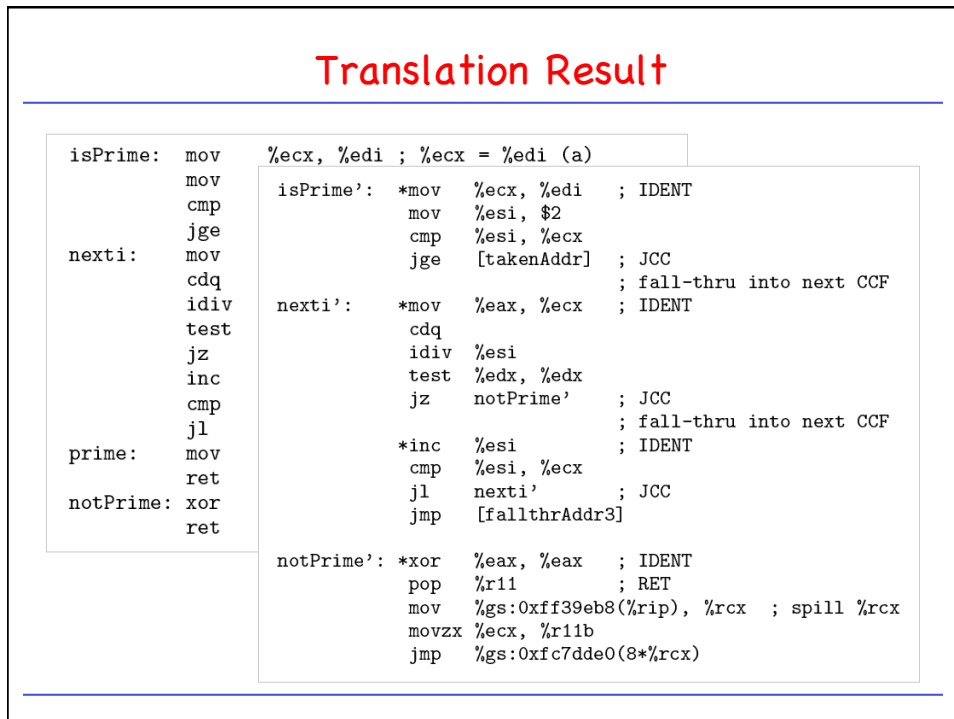 Translation Result
isPrime: mov %ecx, %edi ; %ecx = %edi (a)
mov
cmp
jge
nexti: mov
cdq
idiv
test
jz
inc
cmp
jl
prime: mov
ret
notPrime: xor
ret
isPrime': *mov %ecx, %edi ; IDENT
mov %esi, $2
cmp %esi, %ecx
jge [takenAddr] ; JCC
; fall-thru into next CCF
nexti': *mov %eax, %ecx ; IDENT
cdq
idiv %esi
test %edx, %edx
jz notPrime' ; JCC
; fall-thru into next CCF
*inc %esi ; IDENT
cmp %esi, %ecx
jl nexti' ; JCC
jmp [fallthrAddr3]
notPrime': *xor %eax, %eax ; IDENT
pop %r11 ; RET
mov %gs:0xff39eb8(%rip), %rcx ; spill %rcx
movzx %ecx, %r11b
jmp %gs:0xfc7dde0(8*%rcx)